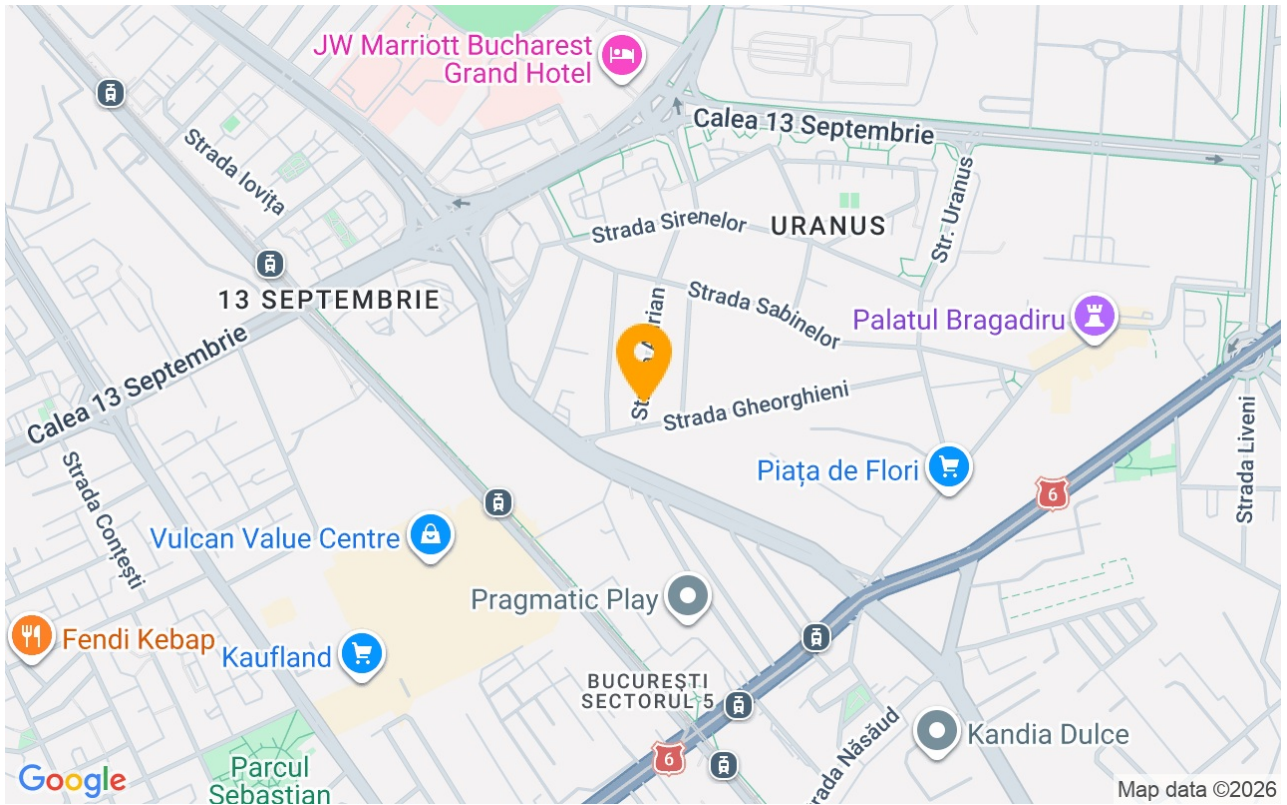 JW Marriott Bucharest
Grand Hotel
Calea 13 Septembrie
Strada Iovița
Str. Uranus
Strada Sirenelor
URANUS
13 SEPTEMBRIE
Strada Sabinelor
Palatul Bragadiru
Calea 13 Septembrie
Strada Gheorghieni
Strada Liveni
Piața de Flori
6
Strada Contești
Vulcan Value Centre
Pragmatic Play
Fendi Kebap
Kaufland
BUCUREȘTI
SECTORUL 5
Strada Năsăud
Kandia Dulce
6
Parcul
Sebastian
Google
Map data ©2026